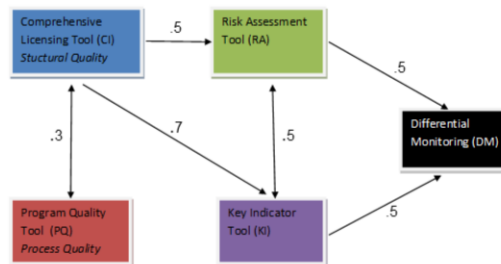 Comprehensive
Licensing Tool (CI)
Stuctural Quality
.5
Risk Assessment
Tool (RA)
.5
.3
.7
.5
Differential
Monitoring (DM)
Program Quality
Tool (PQ)
Process Quality
Key Indicator
Tool (KI)
.5